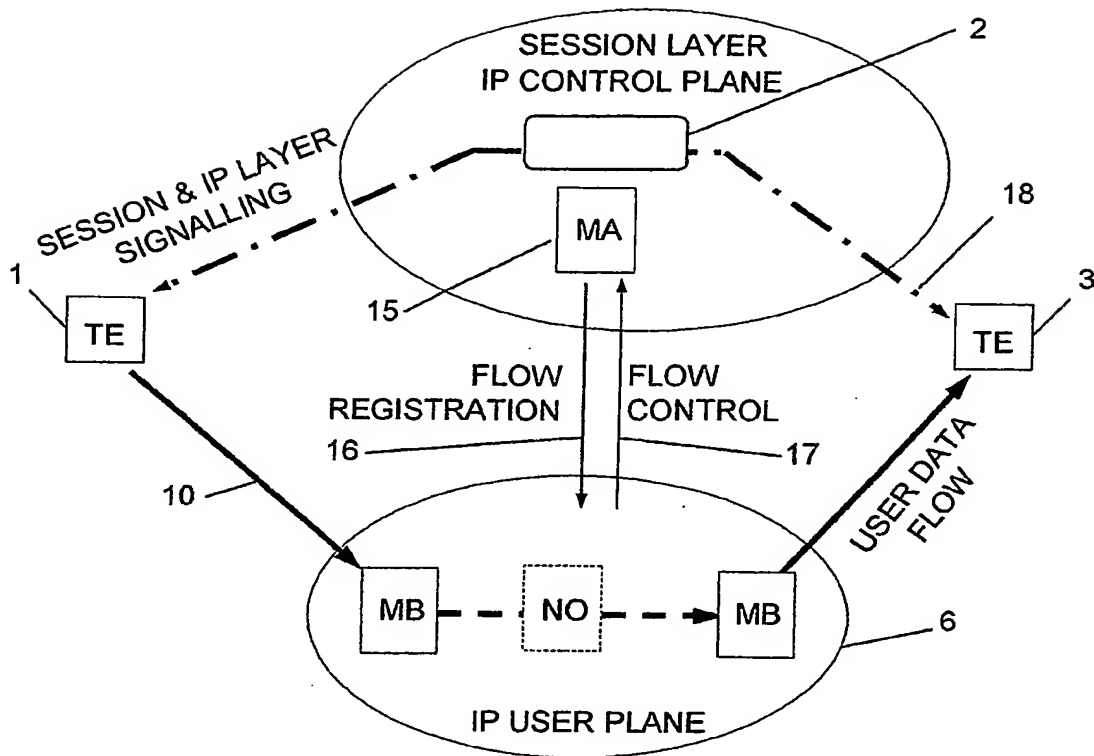 2
SESSION LAYER
IP CONTROL PLANE
SESSION & IP LAYER
SIGNALLING
18
MA
1
15
3
TE
TE
FLOW
REGISTRATION
FLOW
CONTROL
16
17
10
USER DATA
FLOW
MB
NO
MB
6
IP USER PLANE